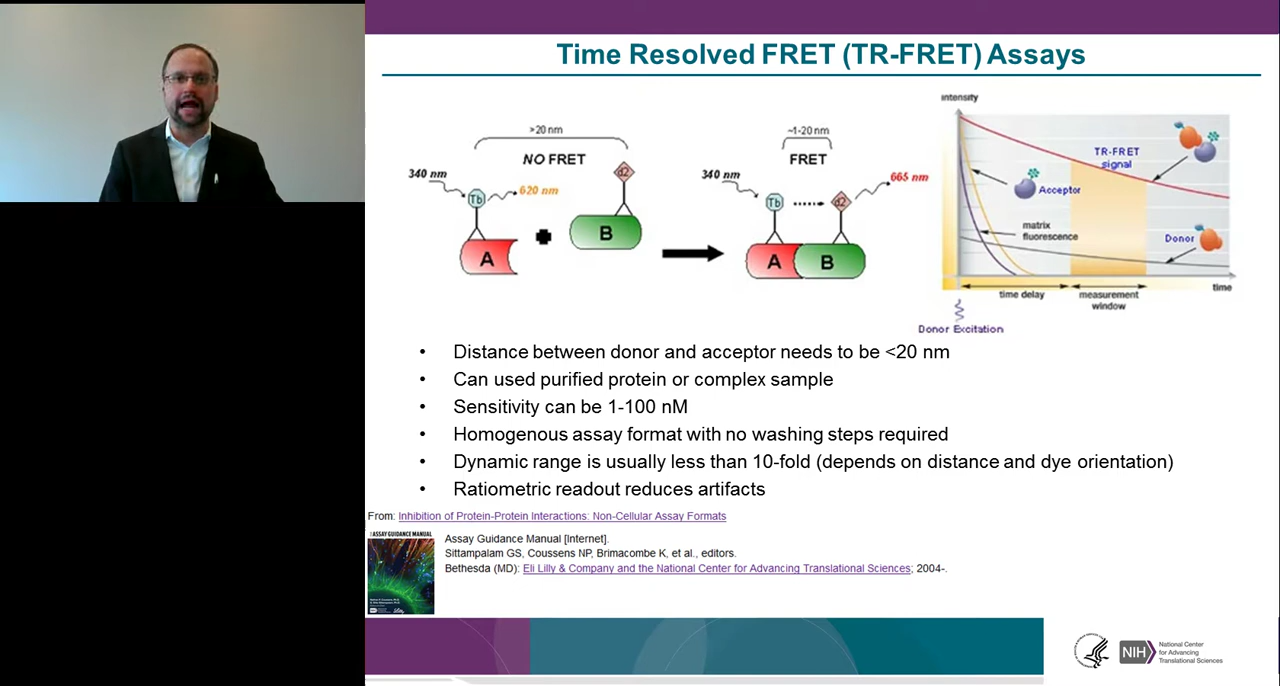 Time Resolved FRET (TR-FRET) Assays
>20 nm
NO FRET
340 nm
620 nm
Tb
d2
A
B
~1-20 nm
FRET
340 nm
665 nm
Tb
d2
A
B
intensity
TR-FRET
signal
Acceptor
matrix
fluorescence
Donor
time delay
measurement
window
time
Donor Excitation
• Distance between donor and acceptor needs to be <20 nm
• Can used purified protein or complex sample
• Sensitivity can be 1-100 nM
• Homogenous assay format with no washing steps required
• Dynamic range is usually less than 10-fold (depends on distance and dye orientation)
• Ratiometric readout reduces artifacts
From: Inhibition of Protein-Protein Interactions: Non-Cellular Assay Formats
ASSAY GUIDANCE MANUAL
Assay Guidance Manual [Internet].
Sittampalam GS, Coussens NP, Brimacombe K, et al., editors.
Bethesda (MD): Eli Lilly & Company and the National Center for Advancing Translational Sciences; 2004-.
NIH
National Center
for Advancing
Translational Sciences